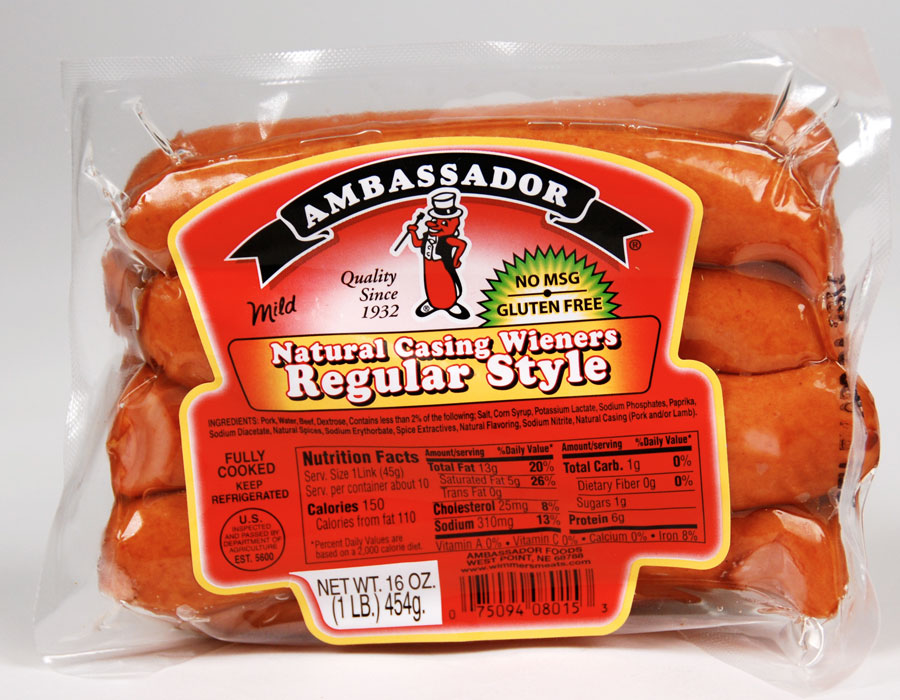 AMBASSADOR
®
Mild
Quality
Since
1932
®
NO MSG
GLUTEN FREE
Natural Casing Wieners
Regular Style
INGREDIENTS: Pork, Water, Beef, Dextrose, Contains less than 2% of the following: Salt, Corn Syrup, Potassium Lactate, Sodium Phosphates, Paprika,
Sodium Diacetate, Natural Spices, Sodium Erythorbate, Spice Extractives, Natural Flavoring, Sodium Nitrite, Natural Casing (Pork and/or Lamb).
FULLY
COOKED
KEEP
REFRIGERATED
U.S.
INSPECTED
AND PASSED BY
DEPARTMENT OF
AGRICULTURE
EST. 5600
Nutrition Facts
Serv. Size 1Link (45g)
Serv. per container about 10
Calories 150
Calories from fat 110
*Percent Daily Values are
based on a 2,000 calorie diet.
Amount/serving %Daily Value*
Total Fat 13g 20%
Saturated Fat 5g 26%
Trans Fat 0g
Cholesterol 25mg 8%
Sodium 310mg 13%
Amount/serving %Daily Value*
Total Carb. 1g 0%
Dietary Fiber 0g 0%
Sugars 1g
Protein 6g
Vitamin A 0% • Vitamin C 0% • Calcium 0% • Iron 8%
AMBASSADOR FOODS
WEST POINT, NE 68788
www.wimmersmeats.com
NET WT. 16 OZ.
(1 LB.) 454g.
0 75094 08015 3